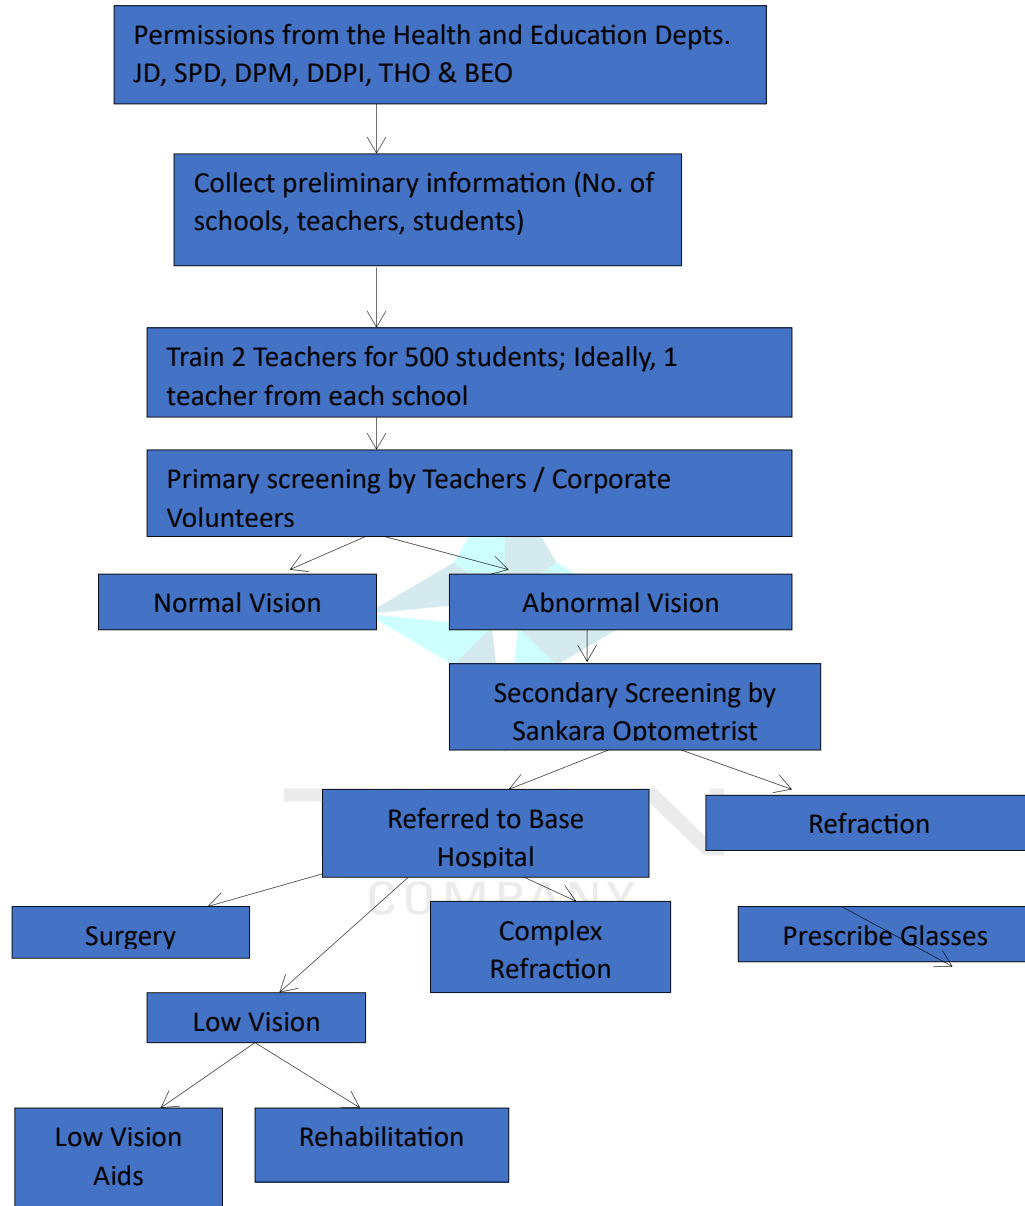 Permissions from the Health and Education Depts.
JD, SPD, DPM, DDPI, THO & BEO
Collect preliminary information (No. of
schools, teachers, students)
Train 2 Teachers for 500 students; Ideally, 1
teacher from each school
Primary screening by Teachers / Corporate
Volunteers
Normal Vision
Abnormal Vision
Secondary Screening by
Sankara Optometrist
Referred to Base
Hospital
Refraction
COMPANY
Surgery
Complex
Refraction
Prescribe Glasses
Low Vision
Low Vision
Aids
Rehabilitation